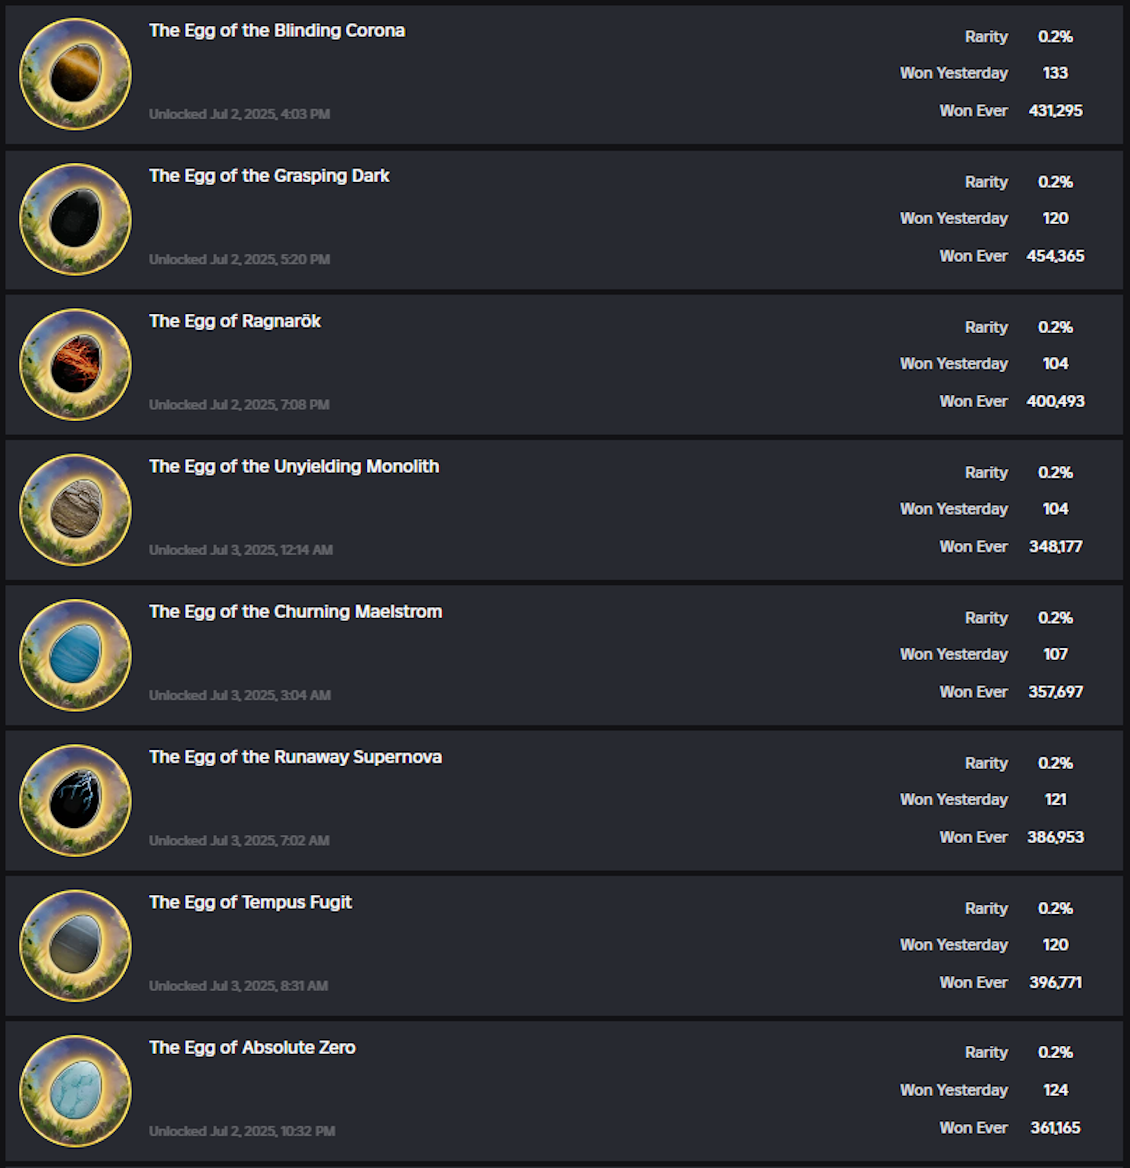 The Egg of the Blinding Corona
Rarity 0.2%
Won Yesterday 133
Won Ever 431,295
Unlocked Jul 2, 2025, 4:03 PM
The Egg of the Grasping Dark
Rarity 0.2%
Won Yesterday 120
Won Ever 454,365
Unlocked Jul 2, 2025, 5:20 PM
The Egg of Ragnarök
Rarity 0.2%
Won Yesterday 104
Won Ever 400,493
Unlocked Jul 2, 2025, 7:08 PM
The Egg of the Unyielding Monolith
Rarity 0.2%
Won Yesterday 104
Won Ever 348,177
Unlocked Jul 3, 2025, 12:14 AM
The Egg of the Churning Maelstrom
Rarity 0.2%
Won Yesterday 107
Won Ever 357,697
Unlocked Jul 3, 2025, 3:04 AM
The Egg of the Runaway Supernova
Rarity 0.2%
Won Yesterday 121
Won Ever 386,953
Unlocked Jul 3, 2025, 7:02 AM
The Egg of Tempus Fugit
Rarity 0.2%
Won Yesterday 120
Won Ever 396,771
Unlocked Jul 3, 2025, 8:31 AM
The Egg of Absolute Zero
Rarity 0.2%
Won Yesterday 124
Won Ever 361,165
Unlocked Jul 2, 2025, 10:32 PM